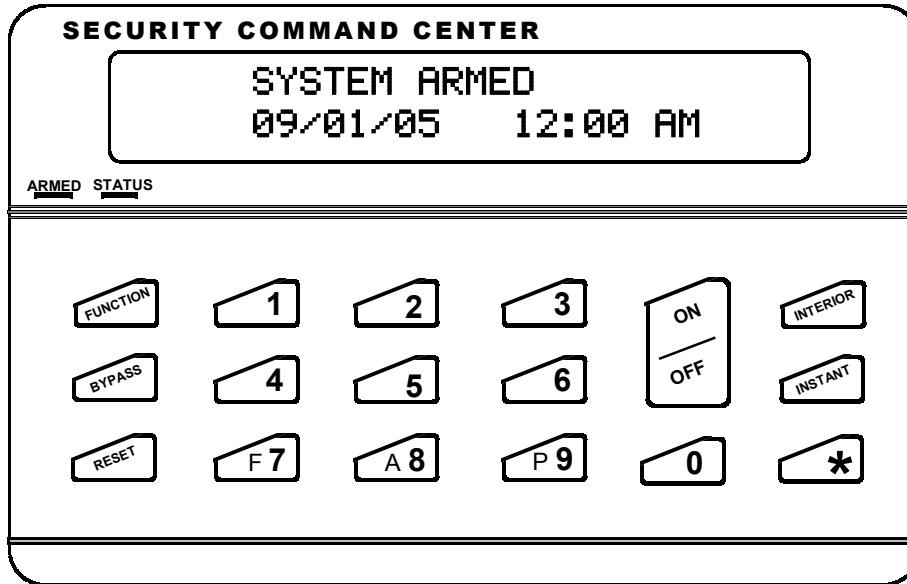 SECURITY COMMAND CENTER
SYSTEM ARMED
09/01/05 12:00 AM
ARMED STATUS
FUNCTION 1 2 3 ON INTERIOR
BYPASS 4 5 6 OFF INSTANT
RESET F 7 A 8 P 9 0 *